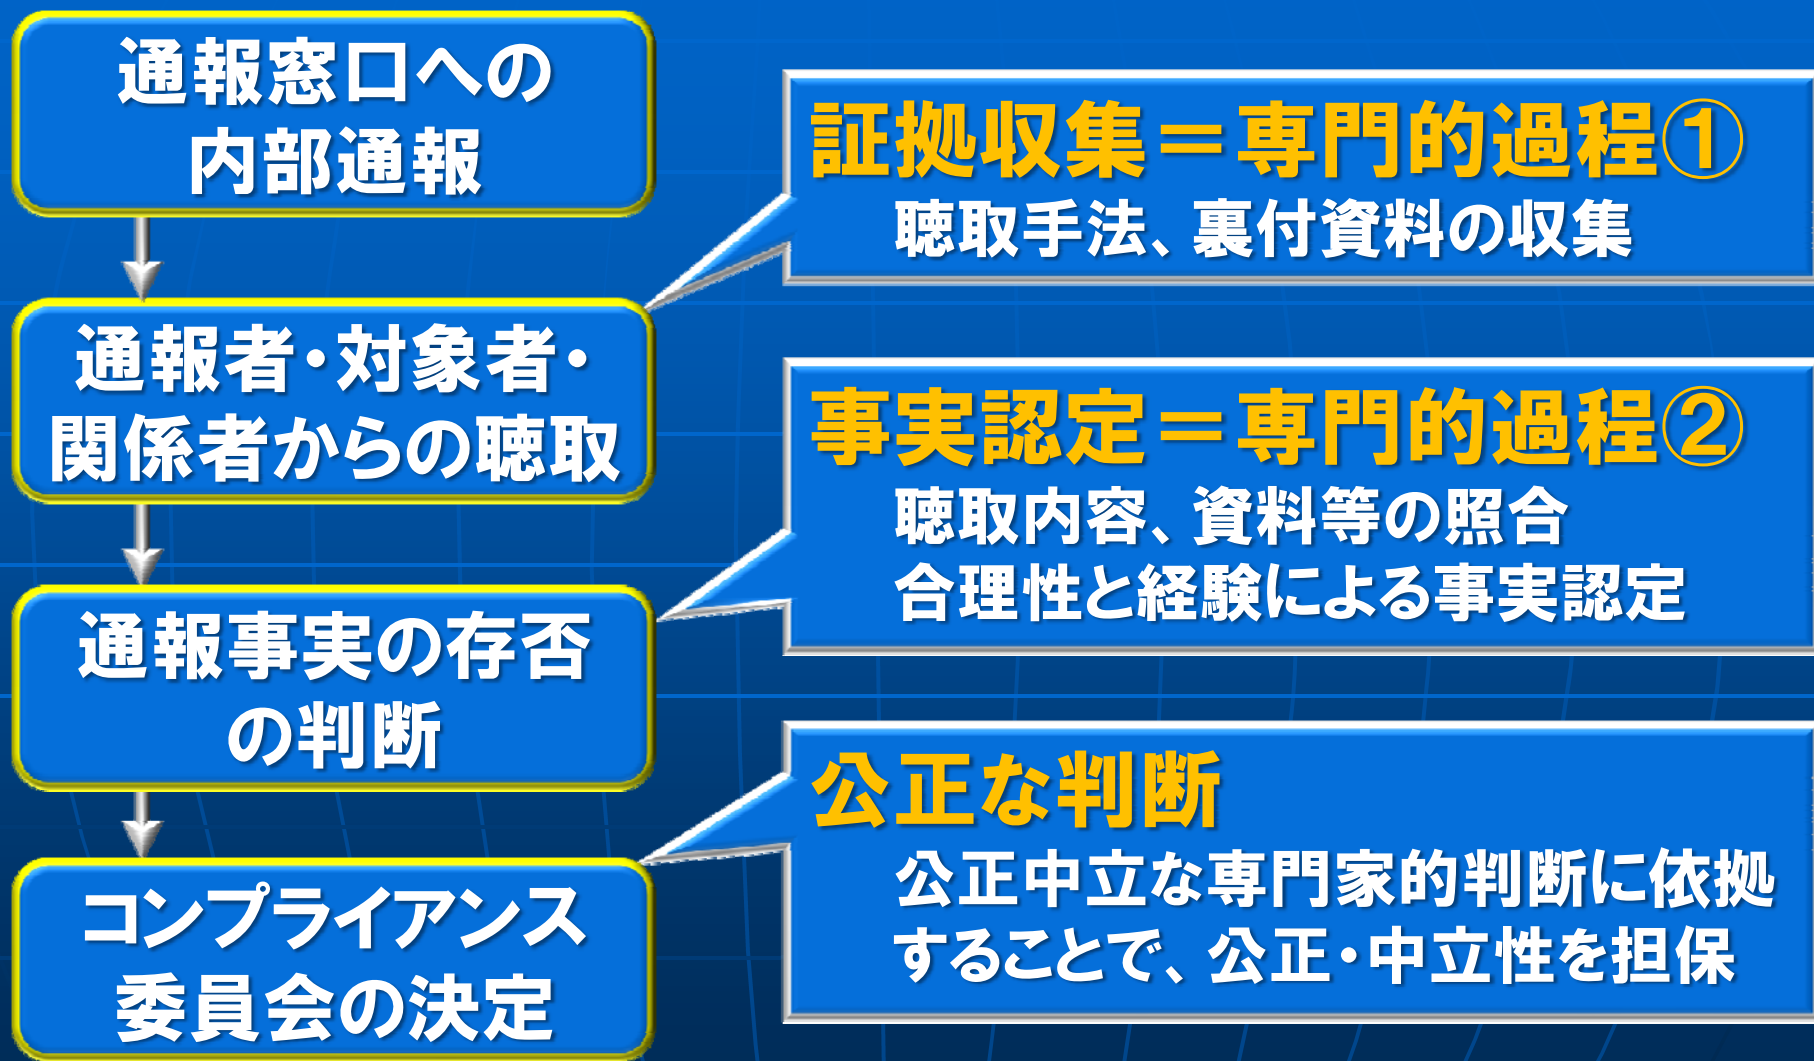 通報窓口への
内部通報
証拠収集＝専門的過程①
聴取手法、裏付資料の収集
通報者・対象者・
関係者からの聴取
事実認定＝専門的過程②
聴取内容、資料等の照合
合理性と経験による事実認定
通報事実の存否
の判断
公正な判断
公正中立な専門家的判断に依拠
することで、公正・中立性を担保
コンプライアンス
委員会の決定